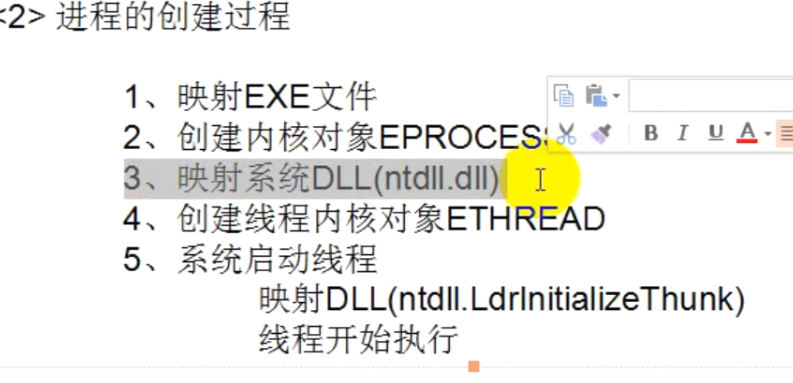 <2> 进程的创建过程
1、映射EXE文件
2、创建内核对象EPROCESS
3、映射系统DLL(ntdll.dll)
4、创建线程内核对象ETHREAD
5、系统启动线程
映射DLL(ntdll.LdrInitializeThunk)
线程开始执行
B I U A